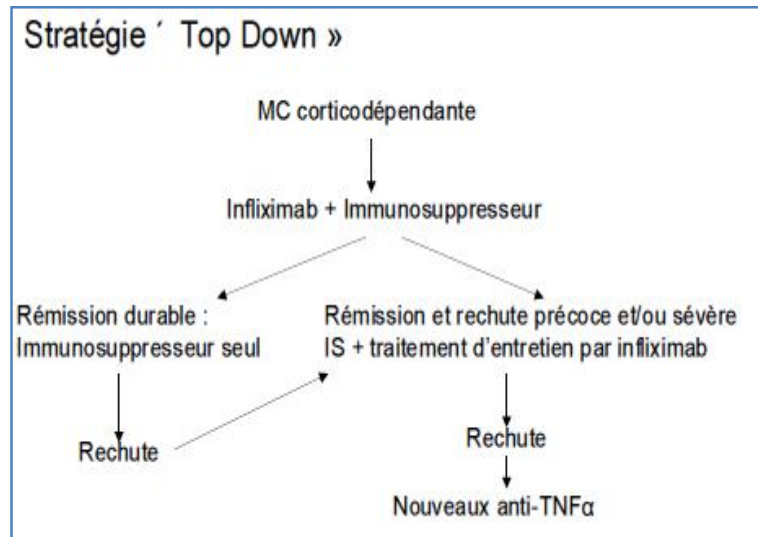 Stratégie ´ Top Down »
MC corticodépendante
Infliximab + Immunosuppresseur
Rémission durable :
Immunosuppresseur seul
Rémission et rechute précoce et/ou sévère
IS + traitement d’entretien par infliximab
Rechute
Rechute
Nouveaux anti-TNFα